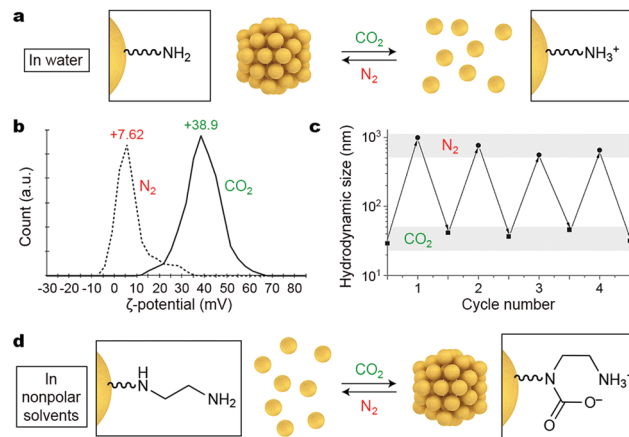 a
In water
NH₂
CO₂
N₂
NH₃⁺
b
+7.62
+38.9
N₂
CO₂
Count (a.u.)
-30 -20 -10 0 10 20 30 40 50 60 70 80
ζ-potential (mV)
c
Hydrodynamic size (nm)
10³
10²
10¹
N₂
CO₂
1 2 3 4
Cycle number
d
In
nonpolar
solvents
H
N
NH₂
CO₂
N₂
N
NH₃⁺
O
O⁻